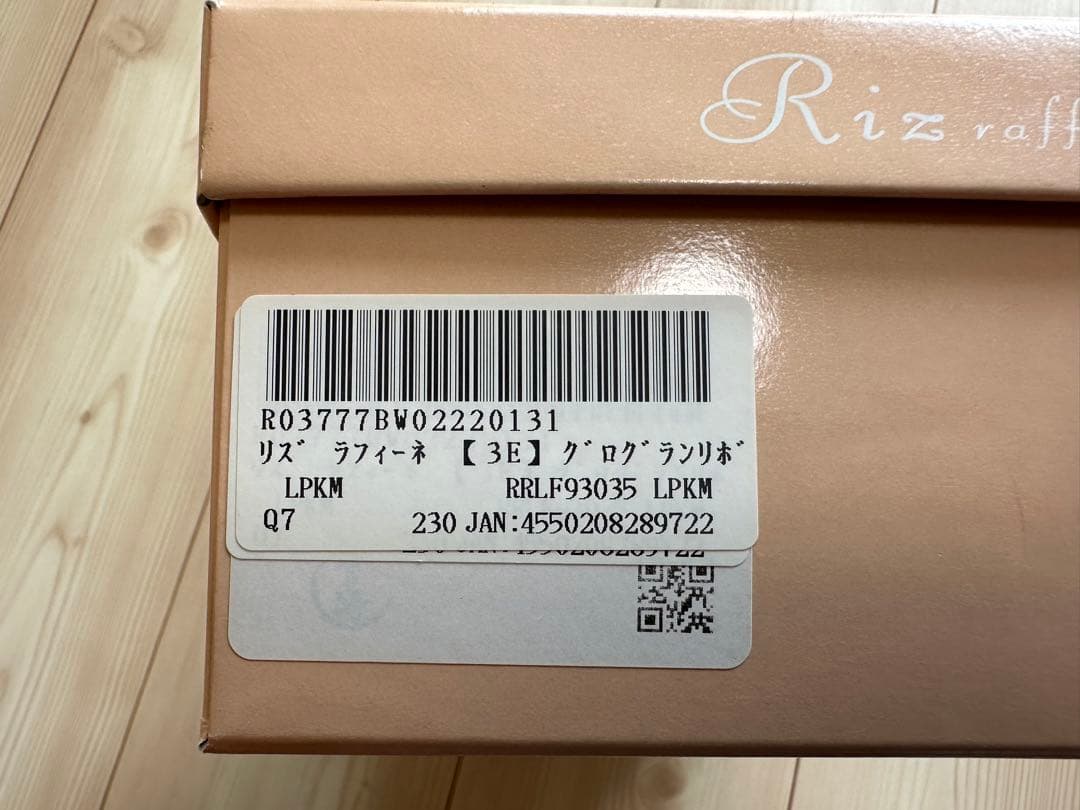 Riz raff
R03777BW02220131
ﾘｽﾞ ﾗﾌｨｰﾈ 【3E】ｸﾞﾛｸﾞﾗﾝﾘﾎﾞ
LPKM RRLF93035 LPKM
Q7 230 JAN:4550208289722